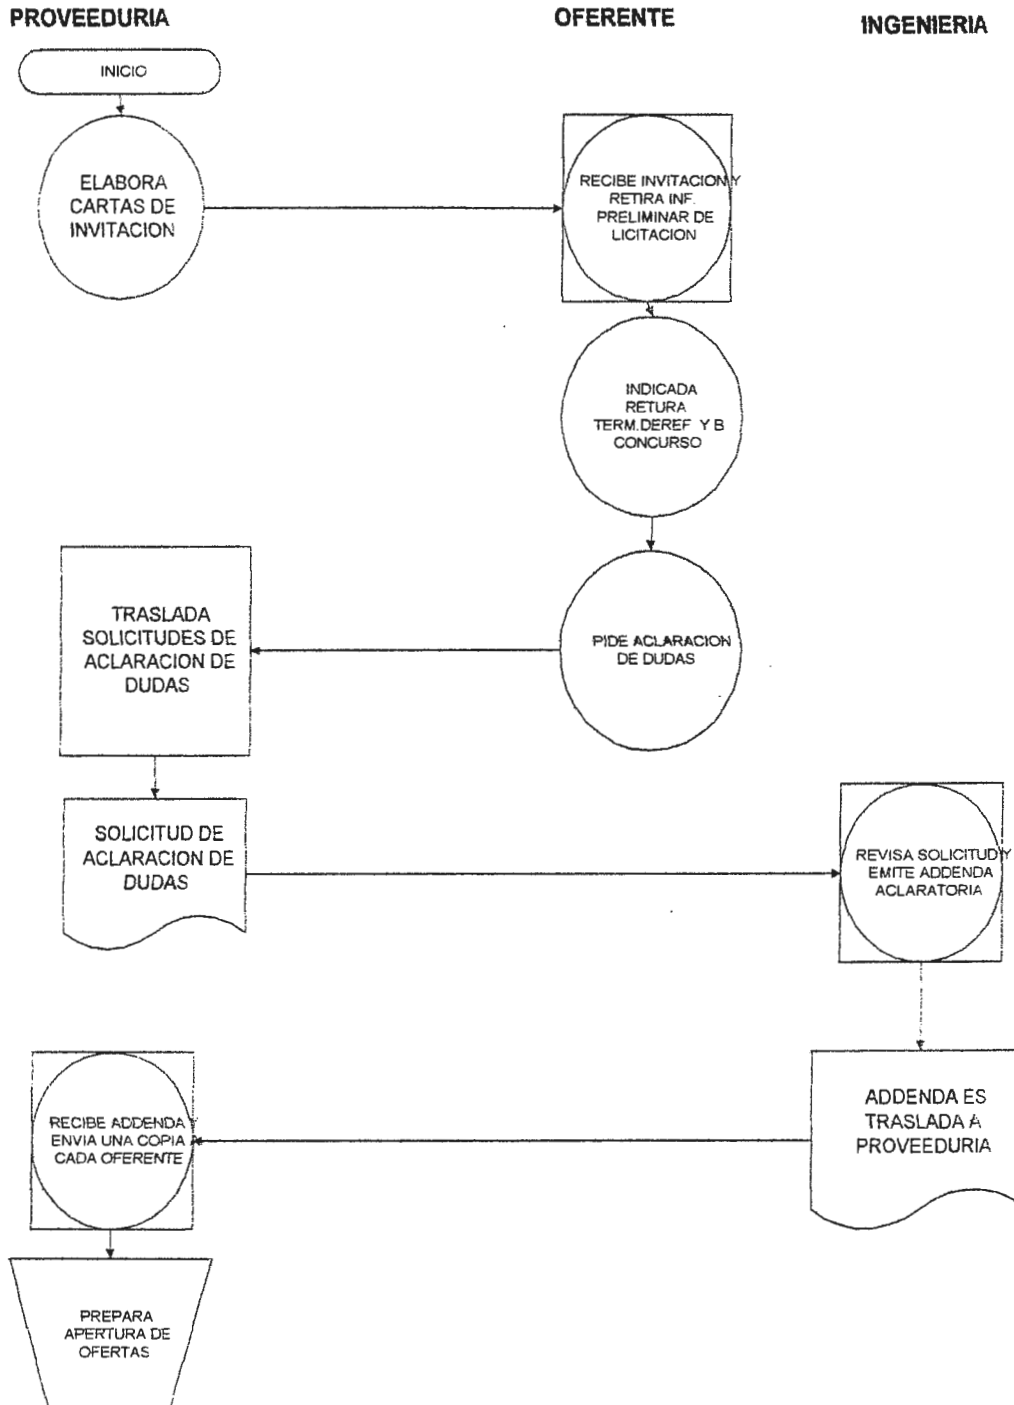 PROVEEDURIA
OFERENTE
INGENIERIA
INICIO
ELABORA
CARTAS DE
INVITACION
RECIBE INVITACION Y
RETIRA INF.
PRELIMINAR DE
LICITACION
INDICADA
RETURA
TERM.DEREF Y B
CONCURSO
PIDE ACLARACION
DE DUDAS
TRASLADA
SOLICITUDES DE
ACLARACION DE
DUDAS
SOLICITUD DE
ACLARACION DE
DUDAS
REVISA SOLICITUD Y
EMITE ADDENDA
ACLARATORIA
ADDENDA ES
TRASLADA A
PROVEEDURIA
RECIBE ADDENDA Y
ENVIA UNA COPIA
CADA OFERENTE
PREPARA
APERTURA DE
OFERTAS